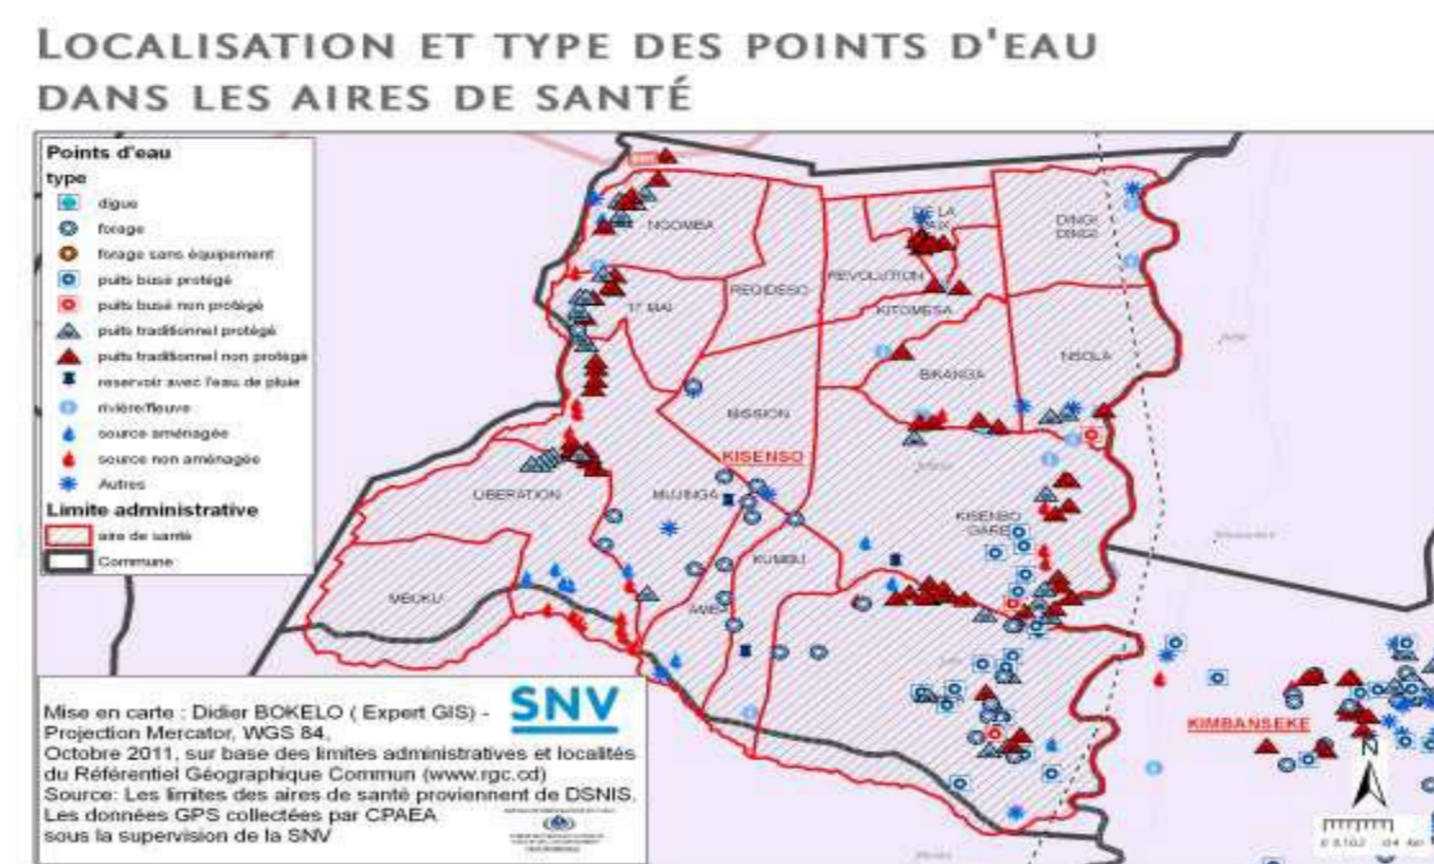 LOCALISATION ET TYPE DES POINTS D'EAU
DANS LES AIRES DE SANTÉ
Points d'eau
type
digue
forage
forage sans équipement
puits busé protégé
puits busé non protégé
puits traditionnel protégé
puits traditionnel non protégé
reservoir avec l'eau de pluie
rivière/fleuve
source aménagée
source non aménagée
Autres
Limite administrative
aire de santé
Commune
NGOMBA
DE LA
PAIX
DINGI
DINGI
REVOLUTION
REGIDESO
17 MAI
KITOMESA
NSOLA
BIKANGA
MISSION
KISENSO
LIBERATION
MUJINGA
KISENSO
GARE
KUMBU
MBUKU
AMBA
KIMBANSEKE
N
Mise en carte : Didier BOKELO ( Expert GIS) -
Projection Mercator, WGS 84,
Octobre 2011, sur base des limites administratives et localités
du Référentiel Géographique Commun (www.rgc.cd)
Source: Les limites des aires de santé proviennent de DSNIS.
Les données GPS collectées par CPAEA
sous la supervision de la SNV
SNV